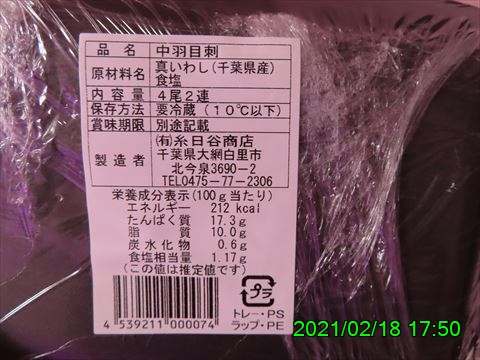 品名 中羽目刺
原材料名 真いわし(千葉県産)
食塩
内容量 4尾2連
保存方法 要冷蔵(10℃以下)
賞味期限 別途記載
製造者 ㈲糸日谷商店
千葉県大網白里市
北今泉3690-2
TEL0475-77-2306
栄養成分表示(100g当たり)
エネルギー 212 kcal
たんぱく質 17.3 g
脂質 10.0 g
炭水化物 0.6 g
食塩相当量 1.17 g
(この値は推定値です)
プラ
トレー・PS
ラップ・PE
4 539211 000074
2021/02/18 17:50